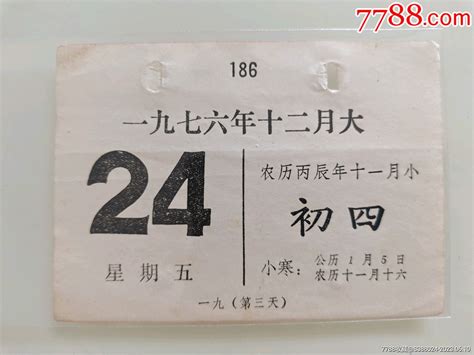 7788.com
186
一九七六年十二月大
24
星期五
农历丙辰年十一月小
初四
小寒：公历1月5日
农历十一月十六
一九（第三天）